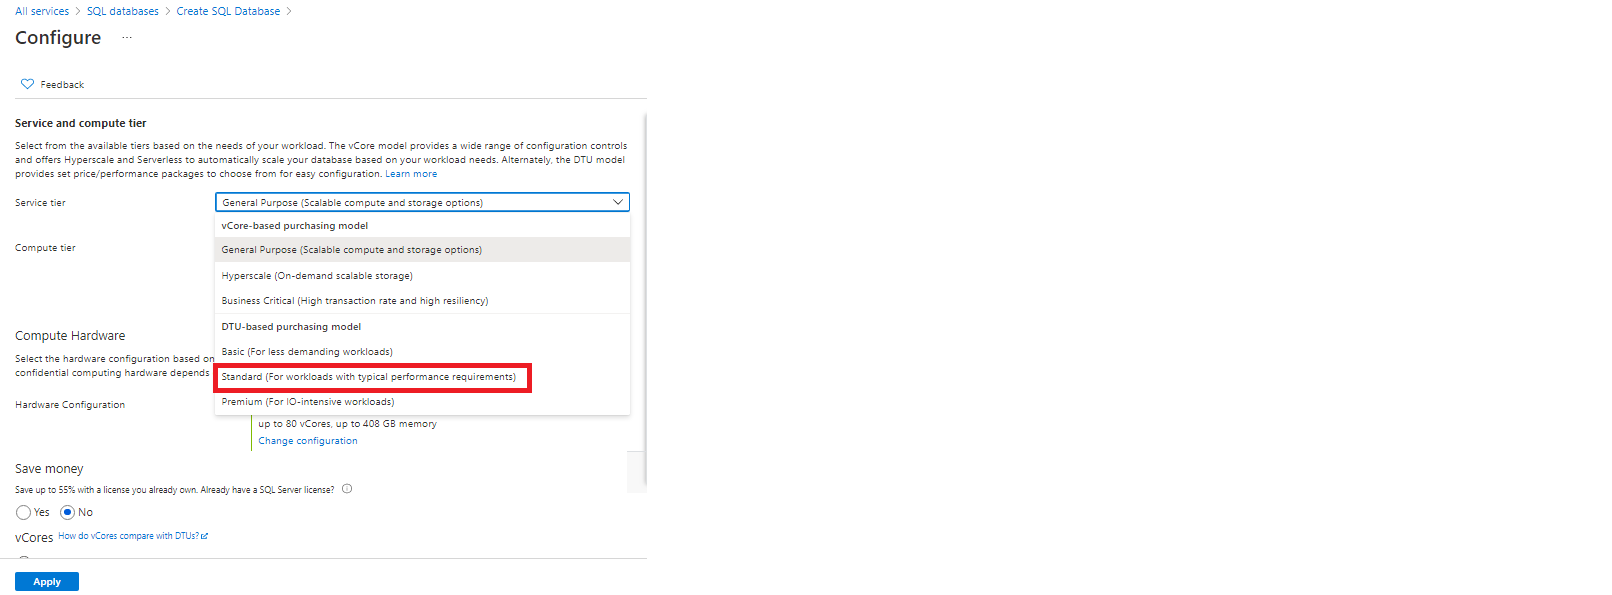 All services > SQL databases > Create SQL Database >
Configure ...
Feedback
Service and compute tier
Select from the available tiers based on the needs of your workload. The vCore model provides a wide range of configuration controls
and offers Hyperscale and Serverless to automatically scale your database based on your workload needs. Alternately, the DTU model
provides set price/performance packages to choose from for easy configuration. Learn more
Service tier
General Purpose (Scalable compute and storage options)
vCore-based purchasing model
Compute tier
General Purpose (Scalable compute and storage options)
Hyperscale (On-demand scalable storage)
Business Critical (High transaction rate and high resiliency)
DTU-based purchasing model
Compute Hardware
Basic (For less demanding workloads)
Select the hardware configuration based on
confidential computing hardware depends
Standard (For workloads with typical performance requirements)
Premium (For IO-intensive workloads)
Hardware Configuration
up to 80 vCores, up to 408 GB memory
Change configuration
Save money
Save up to 55% with a license you already own. Already have a SQL Server license?
Yes No
vCores How do vCores compare with DTUs?
Apply